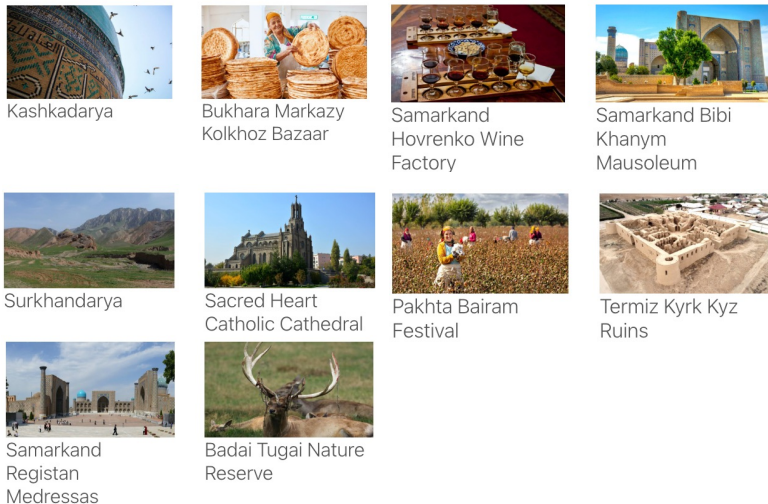 Kashkadarya
Bukhara Markazy
Kolkhoz Bazaar
Samarkand
Hovrenko Wine
Factory
Samarkand Bibi
Khanym
Mausoleum
Surkhandarya
Sacred Heart
Catholic Cathedral
Pakhta Bairam
Festival
Termiz Kyrk Kyz
Ruins
Samarkand
Registan
Medressas
Badai Tugai Nature
Reserve